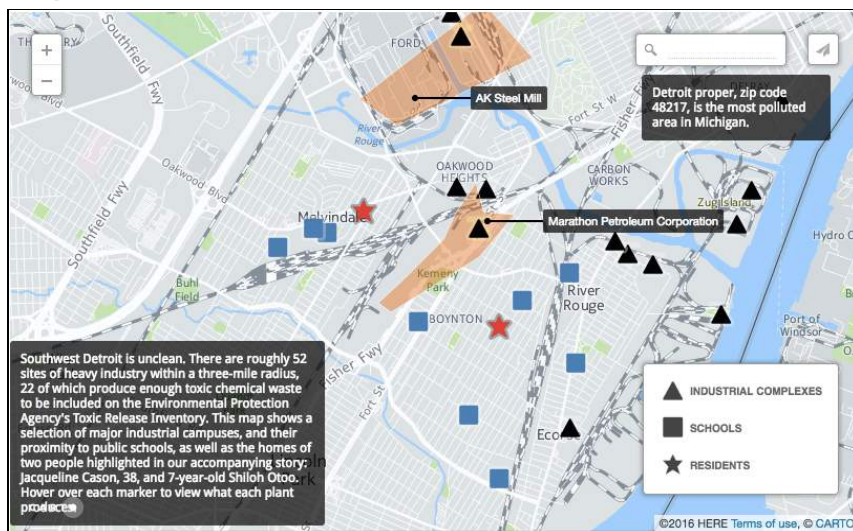 Southfield Fwy
FORD
AK Steel Mill
Detroit proper, zip code
48217, is the most polluted
area in Michigan.
Fort St W
Fisher Fwy
River
Rouge
Oakwood Blvd
OAKWOOD
HEIGHTS
CARBON
WORKS
Zug Island
Melvindale
Marathon Petroleum Corporation
Southfield Fwy
Hydro
Buhl
Field
Kemeny
Park
River
Rouge
BOYNTON
Port of
Windsor
Fisher Fwy
Fort St
Southwest Detroit is unclean. There are roughly 52
sites of heavy industry within a three-mile radius,
22 of which produce enough toxic chemical waste
to be included on the Environmental Protection
Agency's Toxic Release Inventory. This map shows a
selection of major industrial campuses, and their
proximity to public schools, as well as the homes of
two people highlighted in our accompanying story:
Jacqueline Cason, 38, and 7-year-old Shiloh Otoo.
Hover over each marker to view what each plant
produces
Ecorse
INDUSTRIAL COMPLEXES
SCHOOLS
RESIDENTS
©2016 HERE Terms of use, © CARTO